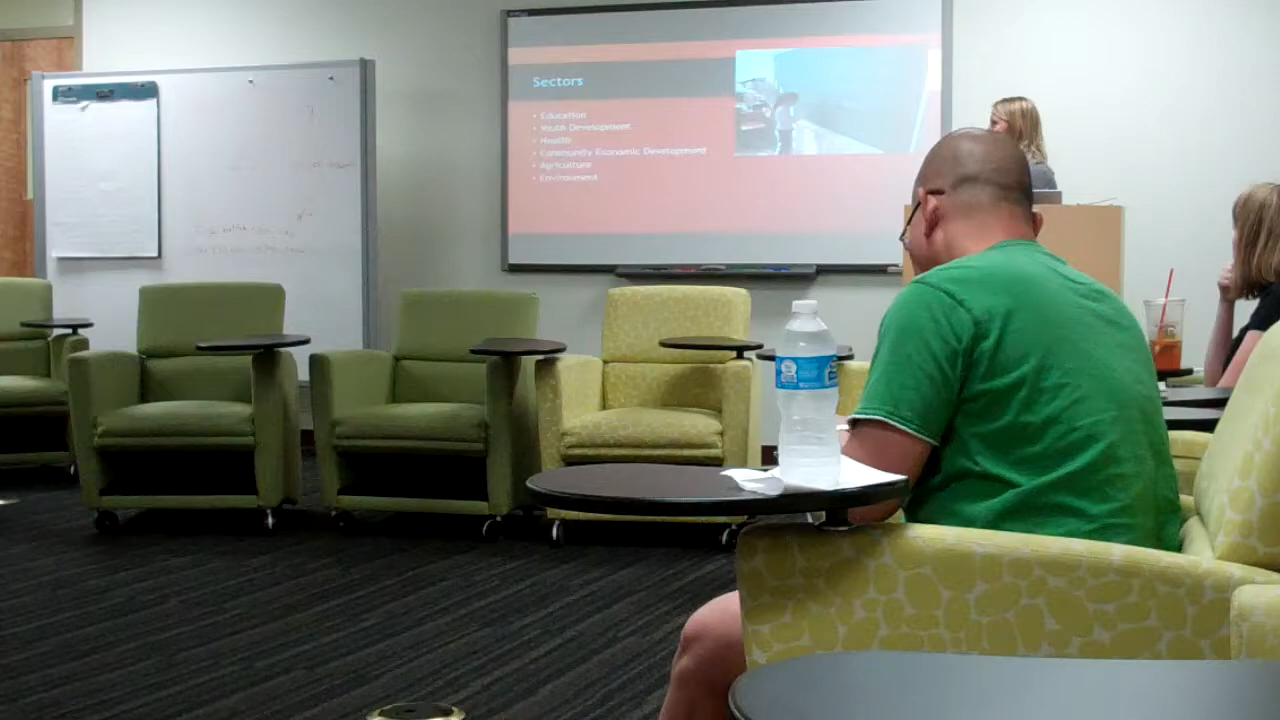 Sectors
• Education
• Youth Development
• Health
• Community Economic Development
• Agriculture
• Environment